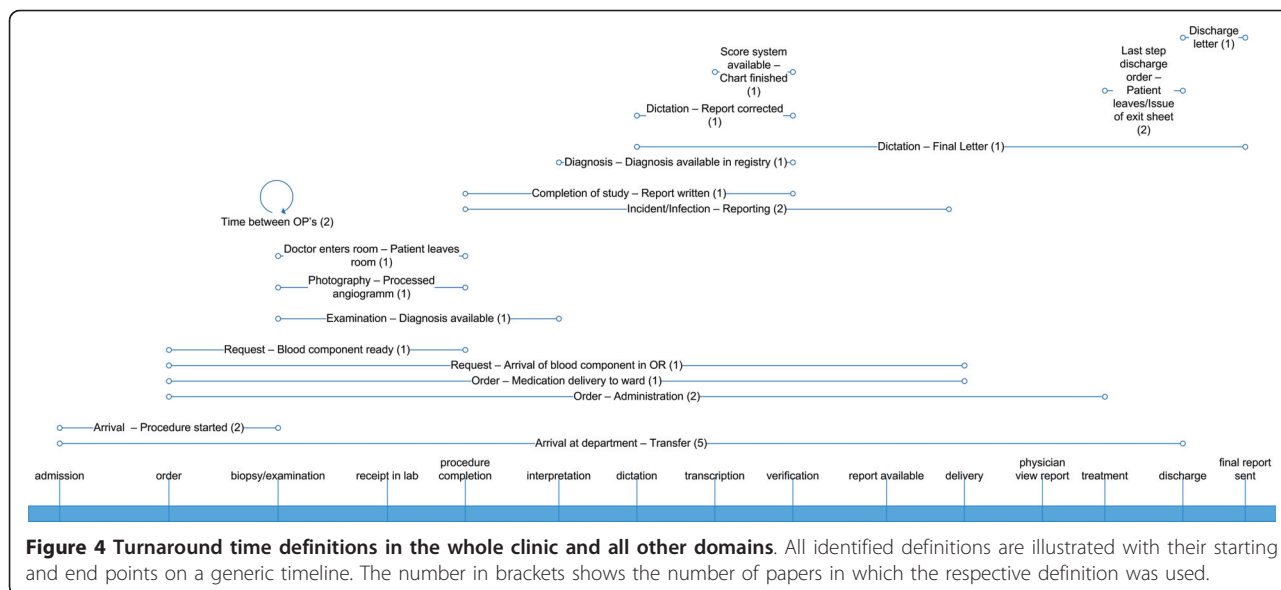 Discharge
letter (1)
Score system
available –
Chart finished
(1)
Last step
discharge
order –
Patient
leaves/Issue
of exit sheet
(2)
Dictation – Report corrected
(1)
Dictation – Final Letter (1)
Diagnosis – Diagnosis available in registry (1)
Completion of study – Report written (1)
Incident/Infection – Reporting (2)
Time between OP's (2)
Doctor enters room – Patient leaves
room (1)
Photography – Processed
angiogramm (1)
Examination – Diagnosis available (1)
Request – Blood component ready (1)
Request – Arrival of blood component in OR (1)
Order – Medication delivery to ward (1)
Order – Administration (2)
Arrival – Procedure started (2)
Arrival at department – Transfer (5)
admission
order
biopsy/examination
receipt in lab
procedure
completion
interpretation
dictation
transcription
verification
report available
delivery
physician
view report
treatment
discharge
final report
sent
Figure 4 Turnaround time definitions in the whole clinic and all other domains. All identified definitions are illustrated with their starting
and end points on a generic timeline. The number in brackets shows the number of papers in which the respective definition was used.